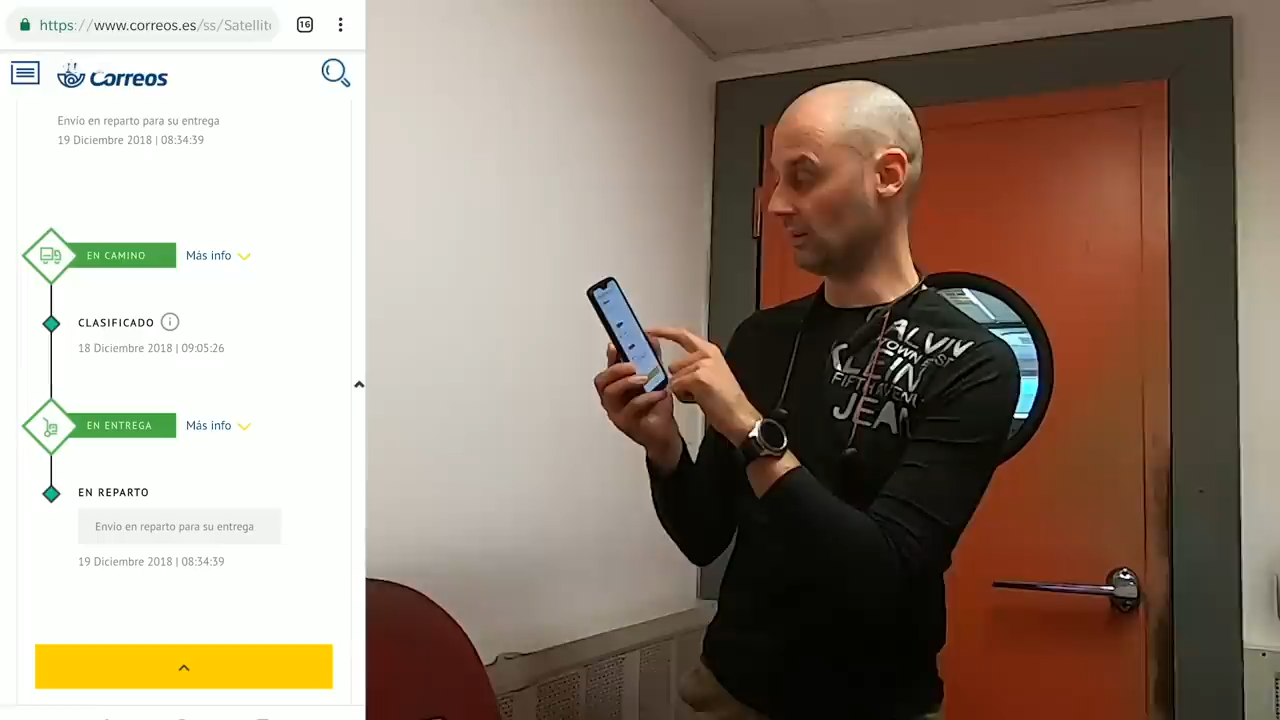 https://www.correos.es/ss/Satellit
16
Correos
Envío en reparto para su entrega
19 Diciembre 2018 | 08:34:39
EN CAMINO
Más info
CLASIFICADO
18 Diciembre 2018 | 09:05:26
EN ENTREGA
Más info
EN REPARTO
Envío en reparto para su entrega
19 Diciembre 2018 | 08:34:39
ALVIN
KLEIN
FIFTH AVENU
JEAN